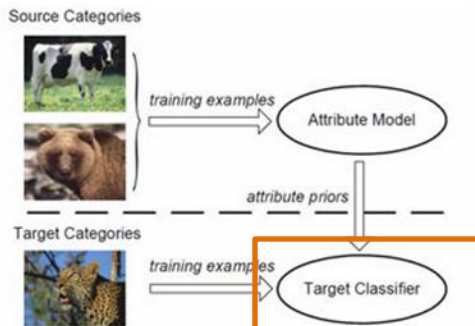 Source Categories
training examples
Attribute Model
attribute priors
Target Categories
training examples
Target Classifier